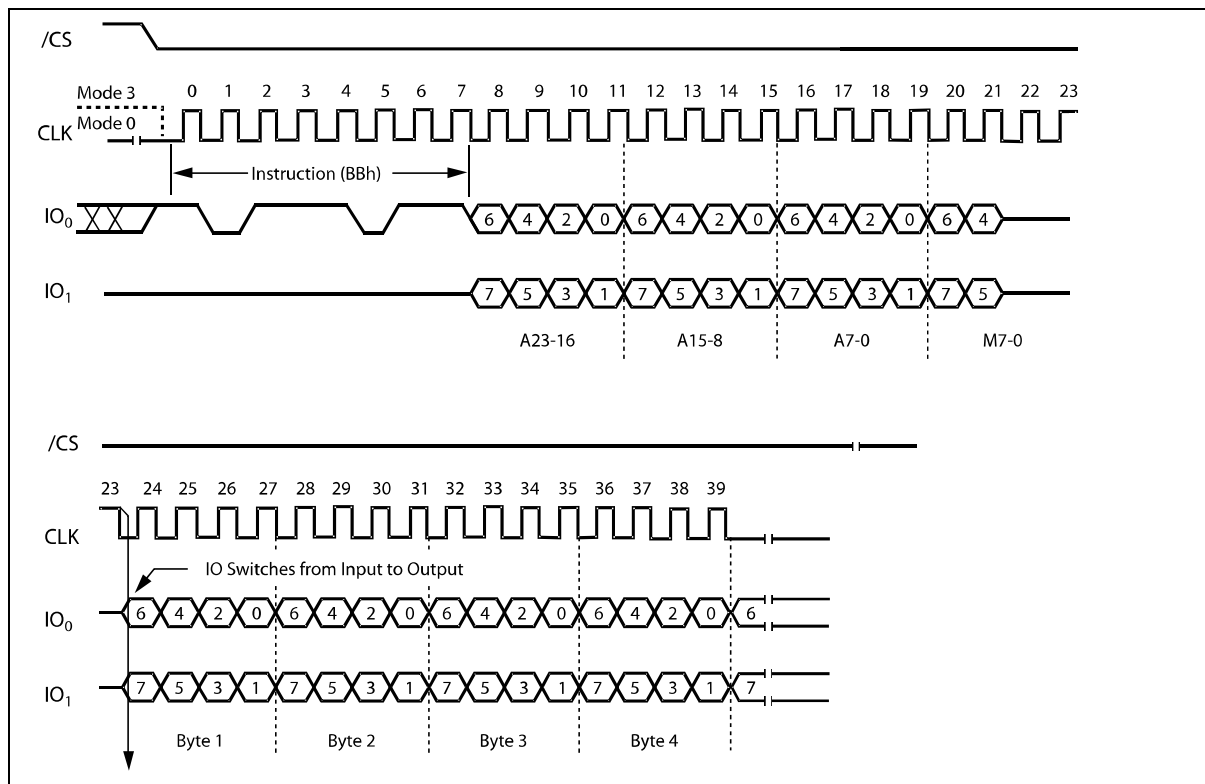 /CS
Mode 3
0 1 2 3 4 5 6 7 8 9 10 11 12 13 14 15 16 17 18 19 20 21 22 23
Mode 0
CLK
Instruction (BBh)
IO0 6 4 2 0 6 4 2 0 6 4 2 0 6 4
IO1 7 5 3 1 7 5 3 1 7 5 3 1 7 5
A23-16 A15-8 A7-0 M7-0
/CS
23 24 25 26 27 28 29 30 31 32 33 34 35 36 37 38 39
CLK
IO Switches from Input to Output
IO0 6 4 2 0 6 4 2 0 6 4 2 0 6 4 2 0 6
IO1 7 5 3 1 7 5 3 1 7 5 3 1 7 5 3 1 7
Byte 1 Byte 2 Byte 3 Byte 4